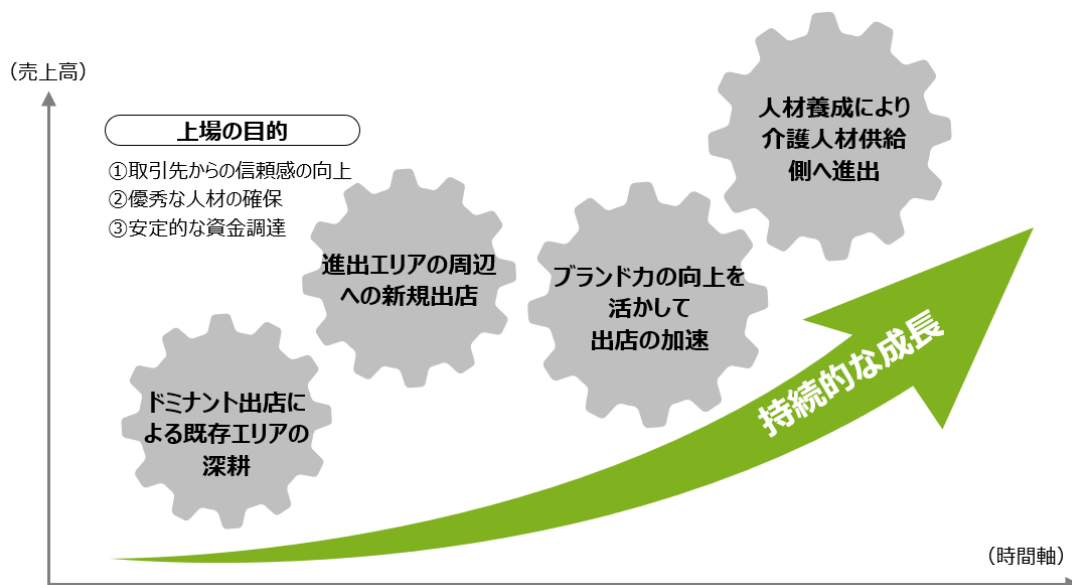 （売上高）
上場の目的
①取引先からの信頼感の向上
②優秀な人材の確保
③安定的な資金調達
ドミナント出店に
よる既存エリアの
深耕
進出エリアの周辺
への新規出店
ブランド力の向上を
活かして
出店の加速
人材養成により
介護人材供給
側へ進出
持続的な成長
（時間軸）